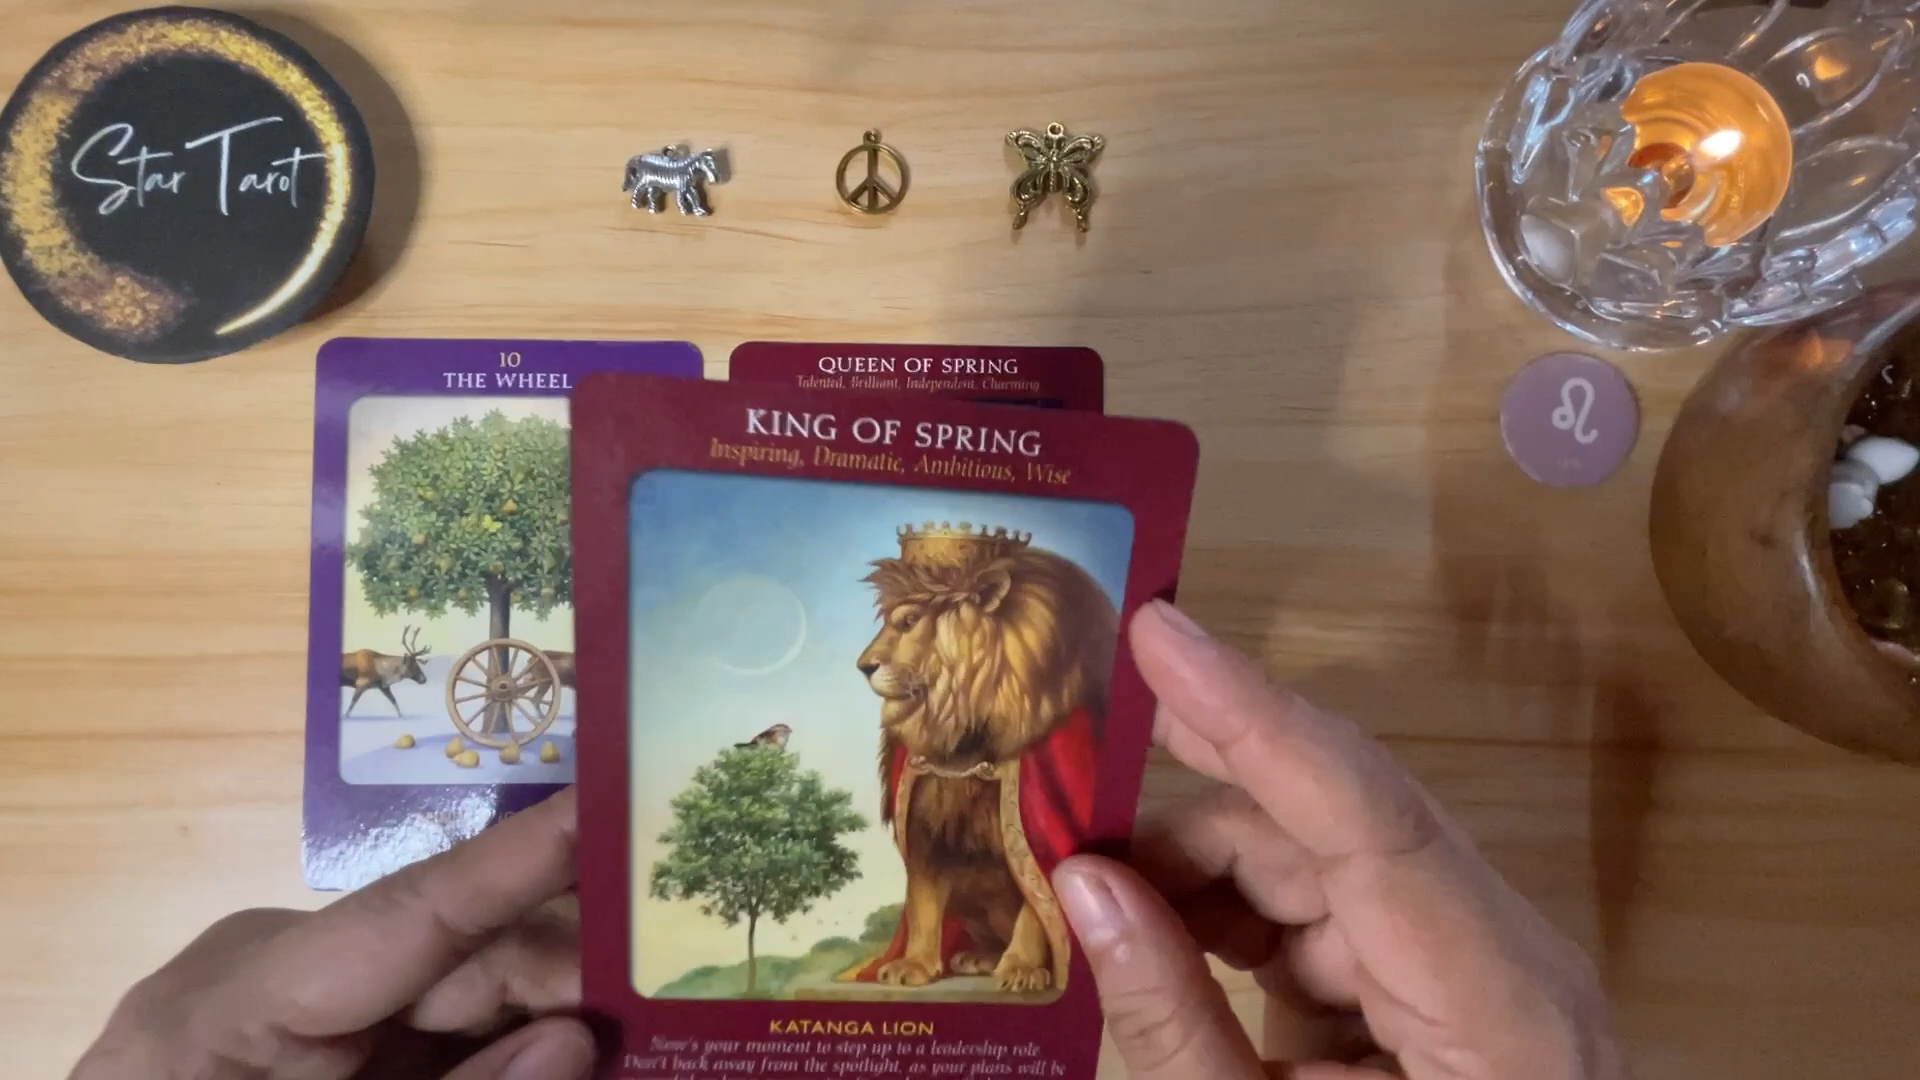 Star Tarot
10
THE WHEEL
QUEEN OF SPRING
Talented, Brilliant, Independent, Charming
KING OF SPRING
Inspiring, Dramatic, Ambitious, Wise
KATANGA LION
Now's your moment to step up to a leadership role.
Don't back away from the spotlight, as your plans will be